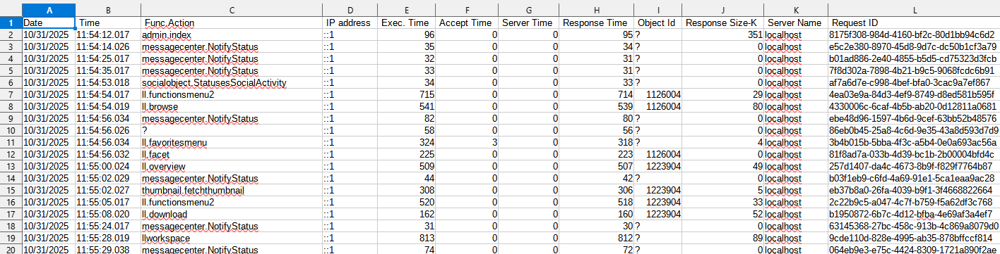 A B C D E F G H I J K L
1 Date Time Func.Action IP address Exec. Time Accept Time Server Time Response Time Object Id Response Size-K Server Name Request ID
2 10/31/2025 11:54:12.017 admin.index ::1 96 0 0 95 ? 351 localhost 8175f308-984d-4160-bf2c-80d1bb94c6d2
3 10/31/2025 11:54:14.026 messagecenter.NotifyStatus ::1 35 0 0 34 ? 0 localhost e5c2e380-8970-45d8-9d7c-dc50b1cf3a79
4 10/31/2025 11:54:25.017 messagecenter.NotifyStatus ::1 32 0 0 31 ? 0 localhost b01ad886-2e40-4855-b5d5-cd75323d3fcb
5 10/31/2025 11:54:35.017 messagecenter.NotifyStatus ::1 33 0 0 31 ? 0 localhost 7f8d302a-7898-4b21-b9c5-9068fcdc6b91
6 10/31/2025 11:54:53.018 socialobject.StatusesSocialActivity ::1 34 0 0 33 ? 0 localhost af7a6d7e-c998-4bef-bfa0-3cac9a7ef867
7 10/31/2025 11:54:54.017 ll.functionsmenu2 ::1 715 0 0 714 1126004 29 localhost 4ea03e9a-84d3-4ef9-8749-d8ed581b595f
8 10/31/2025 11:54:54.019 ll.browse ::1 541 0 0 539 1126004 80 localhost 4330006c-6caf-4b5b-ab20-0d12811a0681
9 10/31/2025 11:54:56.034 messagecenter.NotifyStatus ::1 82 0 0 80 ? 0 localhost ebe48d96-1597-4b6d-9cef-63bb52b48576
10 10/31/2025 11:54:56.026 ? ::1 58 0 0 56 ? 0 localhost 86eb0b45-25a8-4c6d-9e35-43a8d593d7d9
11 10/31/2025 11:54:56.034 ll.favoritesmenu ::1 324 3 0 318 ? 4 localhost 3b4b015b-5bba-4f3c-a5b4-0e0a693ac56a
12 10/31/2025 11:54:56.032 ll.facet ::1 225 0 0 223 1126004 0 localhost 81f8ad7a-033b-4d39-bc1b-2b00004bfd4c
13 10/31/2025 11:55:00.024 ll.overview ::1 509 0 0 507 1223904 49 localhost 257d1407-da4c-4673-8b9f-f829f7764b87
14 10/31/2025 11:55:02.029 messagecenter.NotifyStatus ::1 44 0 0 42 ? 0 localhost b03f1eb9-c6fd-4a69-91e1-5ca1eaa9ac28
15 10/31/2025 11:55:02.027 thumbnail.fetchthumbnail ::1 308 0 0 306 1223904 5 localhost eb37b8a0-26fa-4039-b9f1-3f4668822664
16 10/31/2025 11:55:05.017 ll.functionsmenu2 ::1 520 0 0 518 1223904 33 localhost 2c22b9c5-a047-4c7f-b759-f5a62df3c768
17 10/31/2025 11:55:08.020 ll.download ::1 162 0 0 160 1223904 52 localhost b1950872-6b7c-4d12-bfba-4e69af3a4ef7
18 10/31/2025 11:55:24.017 messagecenter.NotifyStatus ::1 31 0 0 30 ? 0 localhost 63145368-27bc-458c-913b-4c869a8079d0
19 10/31/2025 11:55:28.019 llworkspace ::1 813 0 0 812 ? 89 localhost 9cde110d-828e-4995-ab35-878bffccf814
20 10/31/2025 11:55:29.038 messagecenter.NotifyStatus ::1 74 0 0 72 ? 0 localhost 064eb9e3-e75c-4424-8309-1721a890f2ae